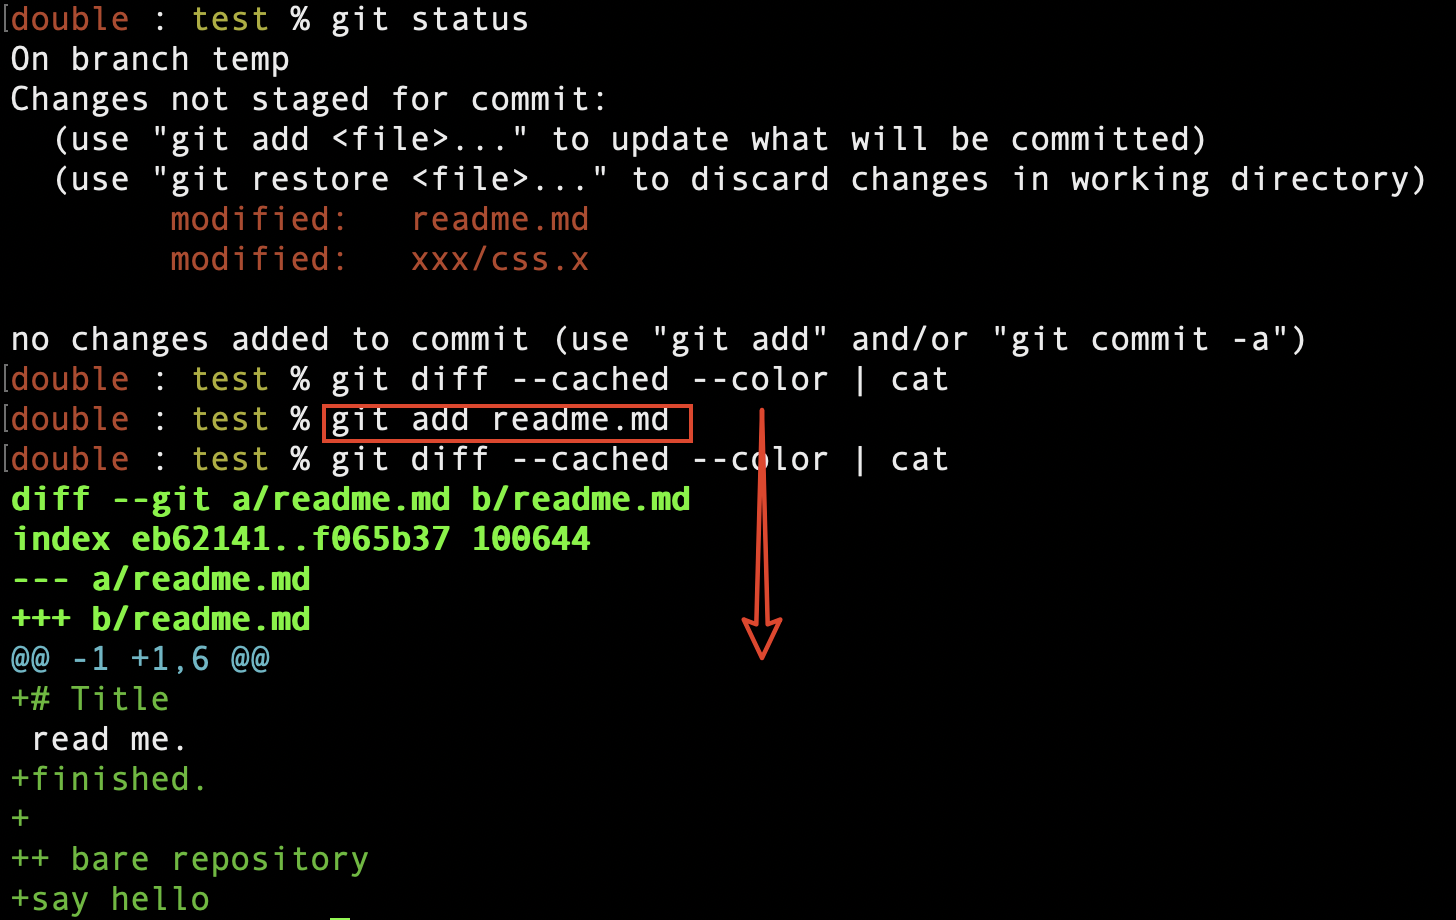 [double : test % git status
On branch temp
Changes not staged for commit:
  (use "git add <file>..." to update what will be committed)
  (use "git restore <file>..." to discard changes in working directory)
        modified:   readme.md
        modified:   xxx/css.x

no changes added to commit (use "git add" and/or "git commit -a")
[double : test % git diff --cached --color | cat
[double : test % git add readme.md
[double : test % git diff --cached --color | cat
diff --git a/readme.md b/readme.md
index eb62141..f065b37 100644
--- a/readme.md
+++ b/readme.md
@@ -1 +1,6 @@
+# Title
 read me.
+finished.
+
++ bare repository
+say hello